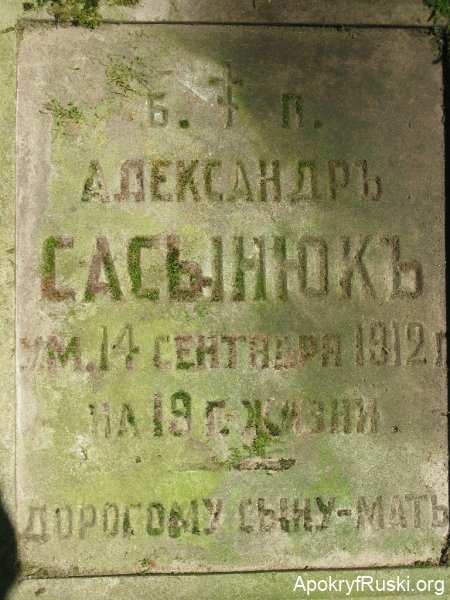 Б. † П.
АЛЕКСАНДРЪ
САСЫНЮКЪ
УМ. 14 СЕНТЯБРЯ 1912 Г
НА 19 Г. ЖИЗНИ
ДОРОГОМУ СЫНУ-МАТЬ
ApokryfRuski.org